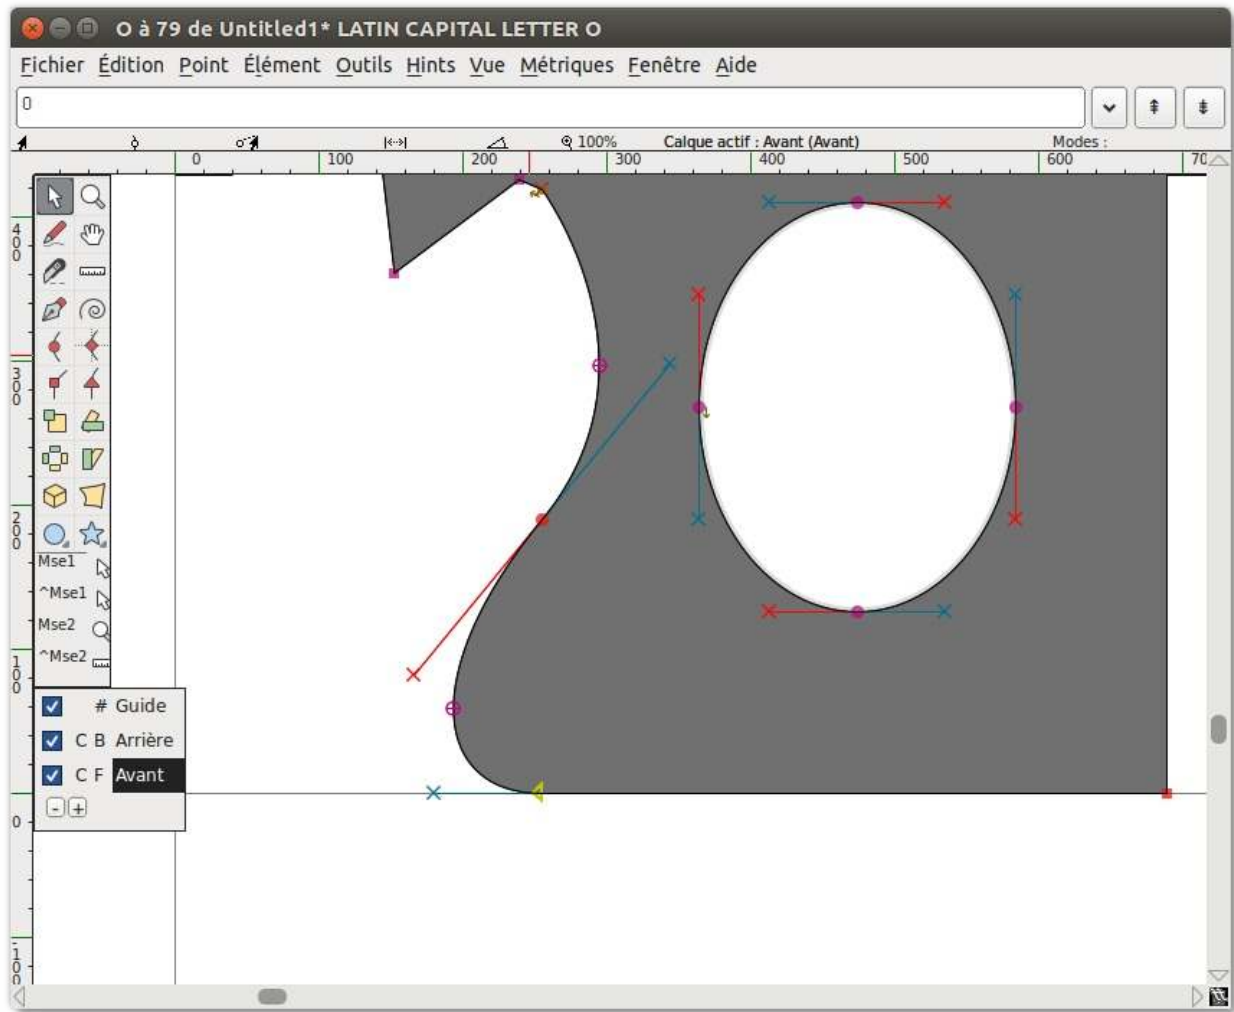 O à 79 de Untitled1* LATIN CAPITAL LETTER O
Fichier Édition Point Élément Outils Hints Vue Métriques Fenêtre Aide
O
100% Calque actif : Avant (Avant) Modes :
0 100 200 300 400 500 600 70
400
300
200
100
0
-100
Mse1
^Mse1
Mse2
^Mse2
# Guide
C B Arrière
C F Avant
- +